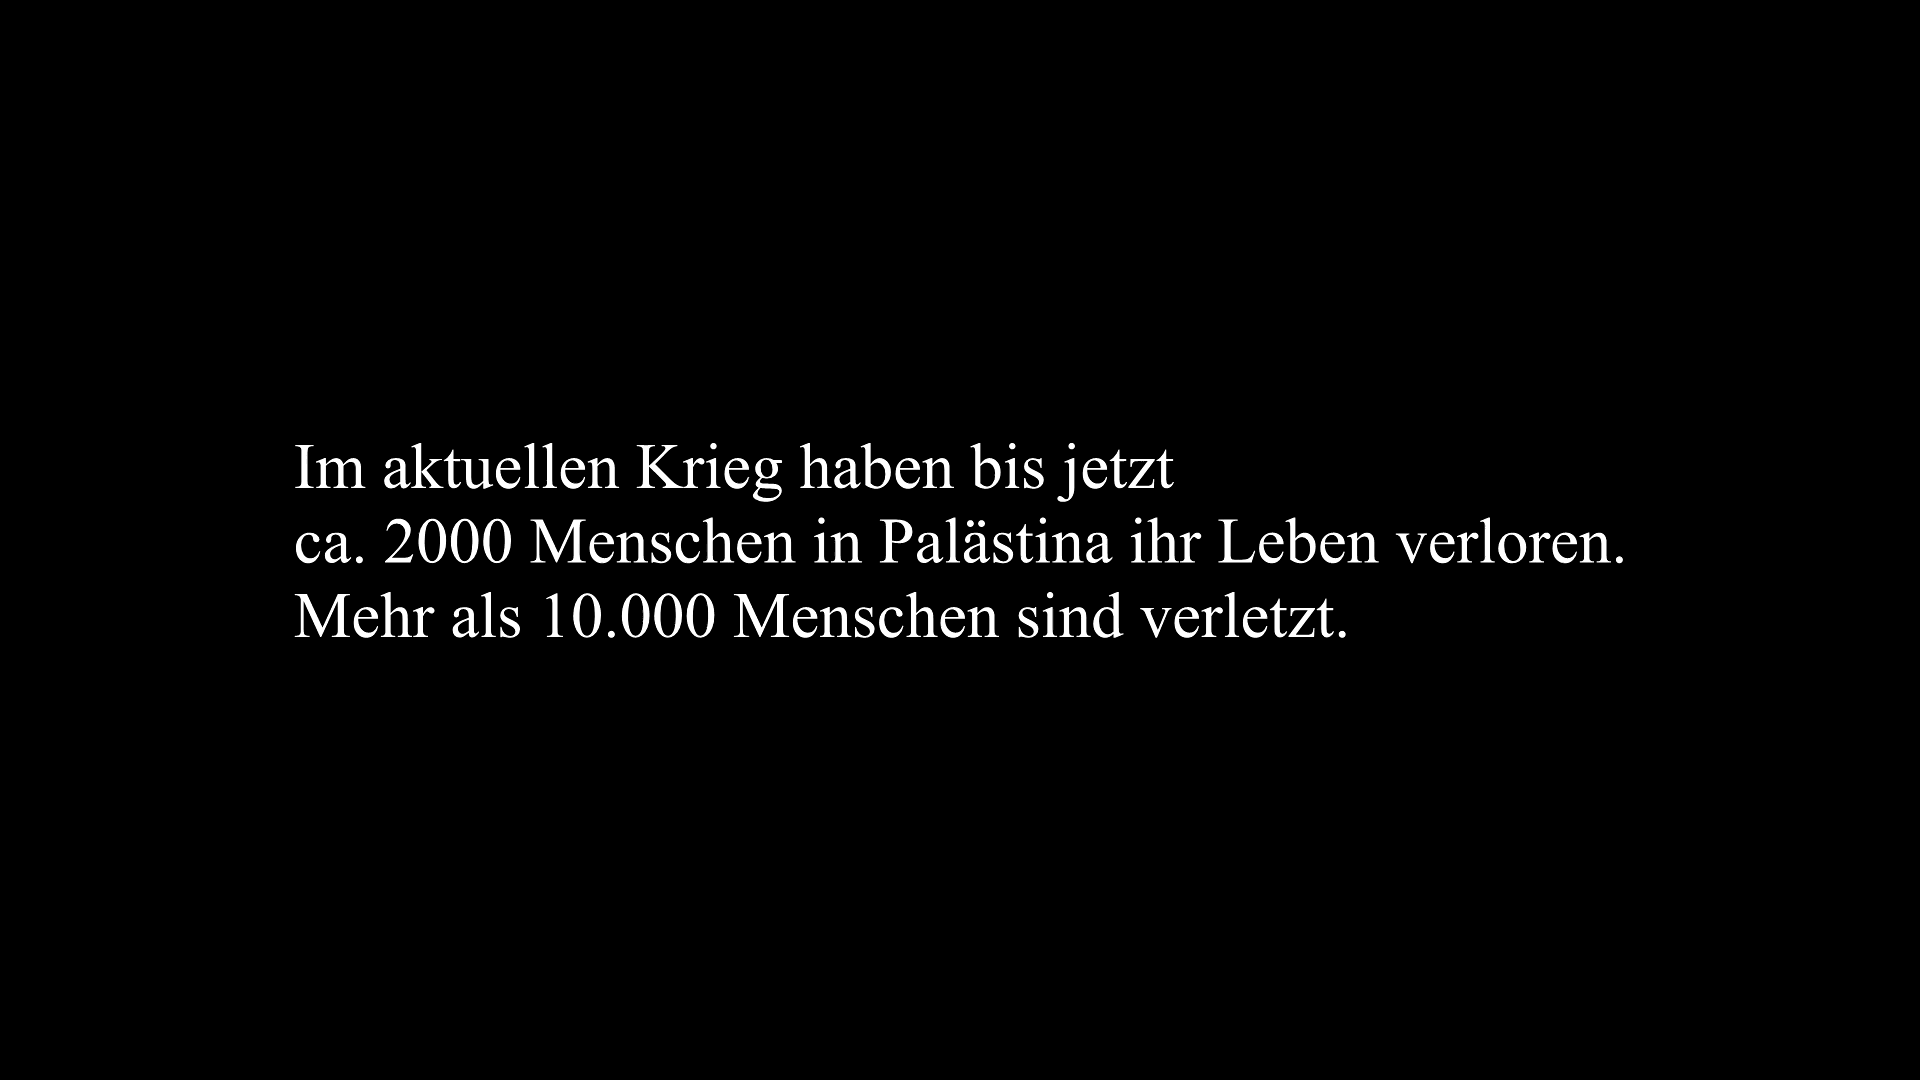 Im aktuellen Krieg haben bis jetzt
ca. 2000 Menschen in Palästina ihr Leben verloren.
Mehr als 10.000 Menschen sind verletzt.